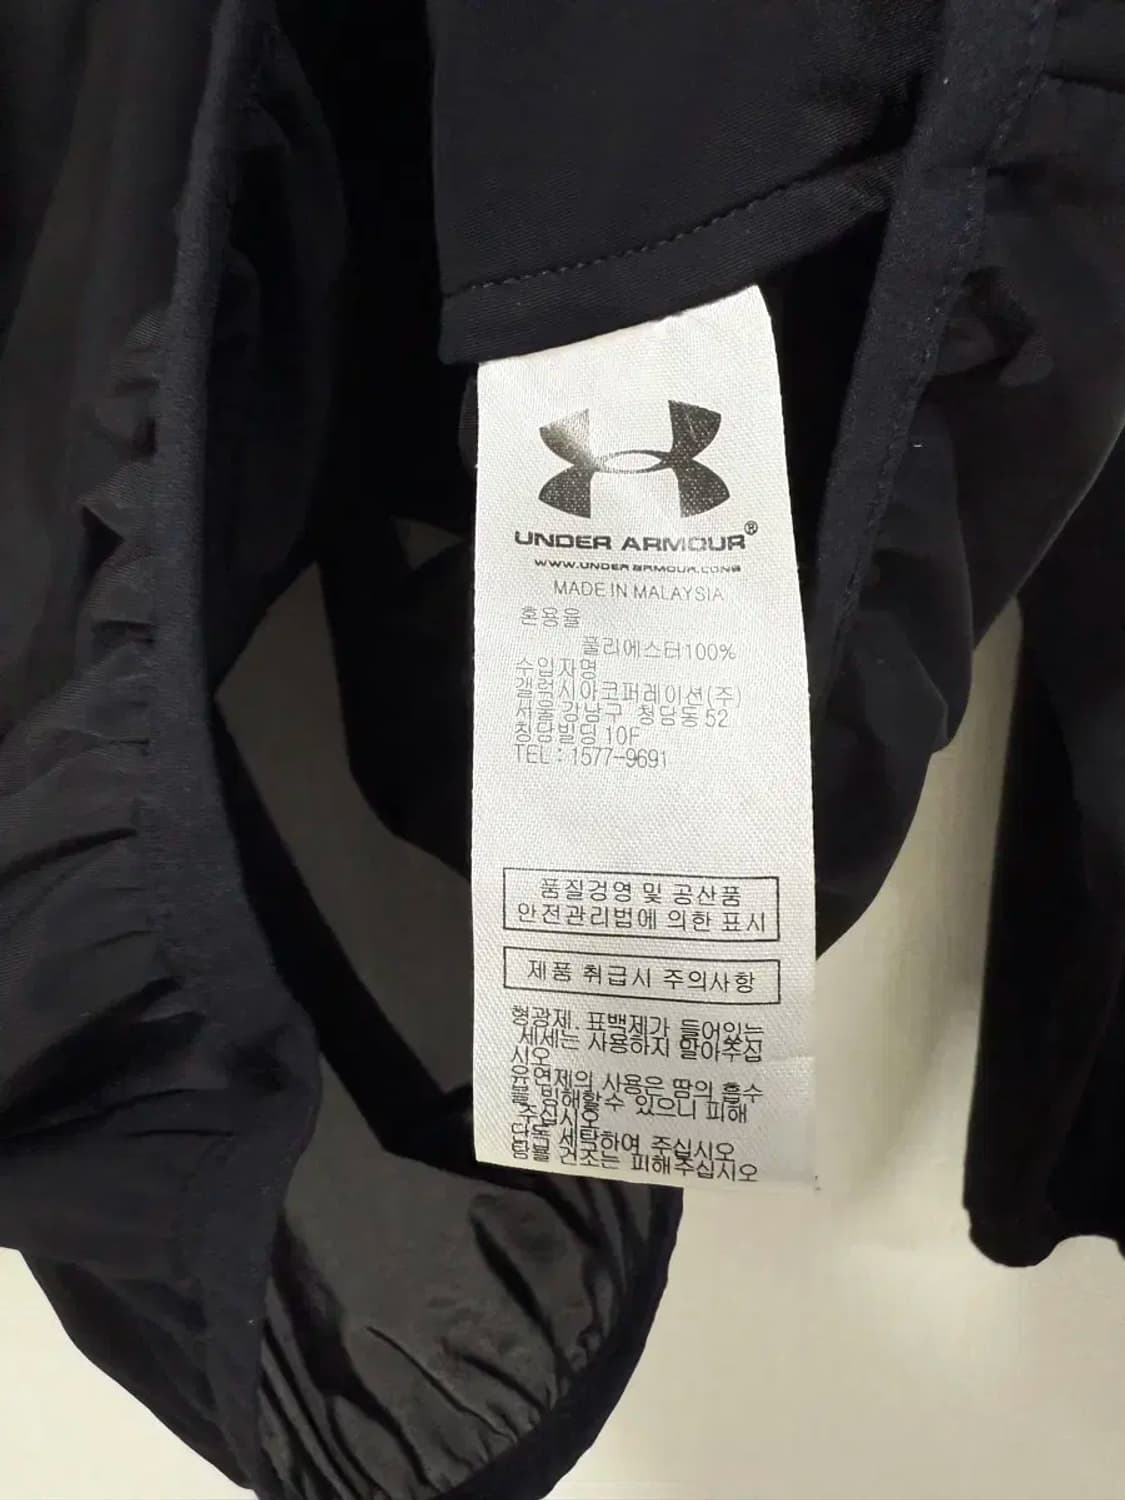 UNDER ARMOUR®
WWW.UNDERARMOUR.COM
MADE IN MALAYSIA
혼용율
폴리에스터100%
수입자명
갤럭시아코퍼레이션(주)
서울강남구 청담동52
칭당빌딩 10F
TEL:1577-9691
품질경영 및 공산품
안전관리법에 의한 표시
제품 취급시 주의사항
형광제. 표백제가 들어있는
세제는 사용하지 말아주십
시오
유연제의 사용은 땀의 흡수
를 방해할수 있으니 피해
주십시오
단독 세탁하여 주십시오
텀블 건조는 피해주십시오